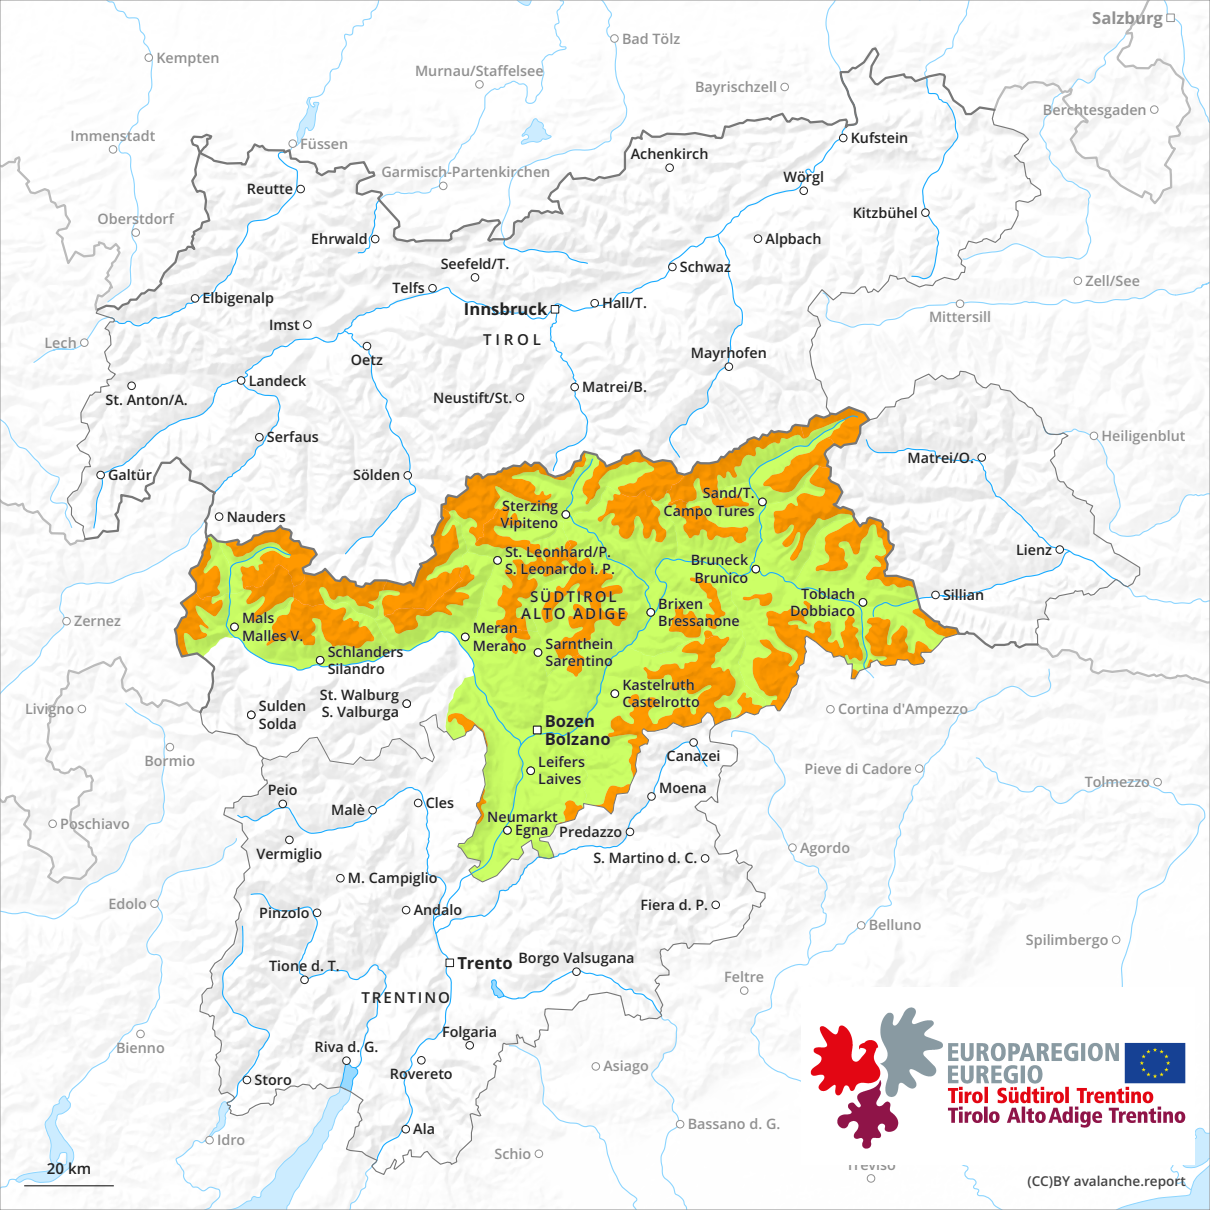 Salzburg
Bad Tölz
Kempten
Murnau/Staffelsee
Bayrischzell
Berchtesgaden
Immenstadt
Füssen
Kufstein
Achenkirch
Garmisch-Partenkirchen
Wörgl
Reutte
Kitzbühel
Oberstdorf
Ehrwald
Alpbach
Seefeld/T.
Schwaz
Zell/See
Telfs
Elbigenalp
Hall/T.
Innsbruck
Mittersill
Imst
TIROL
Lech
Oetz
Mayrhofen
Landeck
Matrei/B.
St. Anton/A.
Neustift/St.
Serfaus
Heiligenblut
Matrei/O.
Galtür
Sölden
Sand/T.
Campo Tures
Sterzing
Vipiteno
Nauders
St. Leonhard/P.
S. Leonardo i. P.
Lienz
Bruneck
Brunico
SÜDTIROL
ALTO ADIGE
Toblach
Dobbiaco
Sillian
Brixen
Bressanone
Zernez
Mals
Malles V.
Meran
Merano
Sarnthein
Sarentino
Schlanders
Silandro
Kastelruth
Castelrotto
St. Walburg
S. Valburga
Sulden
Solda
Livigno
Cortina d'Ampezzo
Bozen
Bolzano
Canazei
Bormio
Leifers
Laives
Pieve di Cadore
Tolmezzo
Peio
Moena
Malè
Cles
Neumarkt
Egna
Predazzo
Poschiavo
Vermiglio
Agordo
S. Martino d. C.
M. Campiglio
Edolo
Pinzolo
Andalo
Fiera d. P.
Belluno
Spilimbergo
Trento
Borgo Valsugana
Tione d. T.
Feltre
TRENTINO
Folgaria
Bienno
Riva d. G.
Rovereto
Asiago
Storo
EUROPAREGION
EUREGIO
Tirol Südtirol Trentino
Tirolo Alto Adige Trentino
Ala
Bassano d. G.
Idro
Schio
Treviso
20 km
(CC)BY avalanche.report